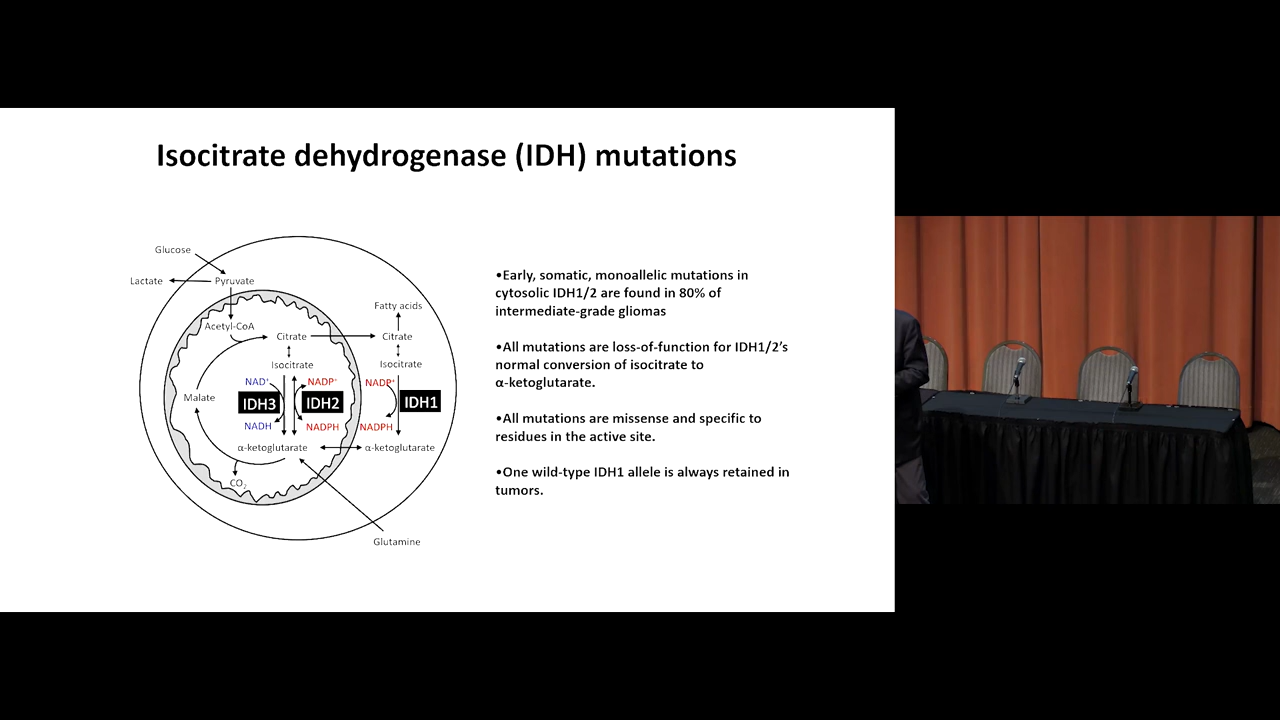 Isocitrate dehydrogenase (IDH) mutations
Glucose
Lactate
Pyruvate
Acetyl-CoA
Citrate
Isocitrate
NAD⁺
NADP⁺
IDH3
IDH2
NADH
NADPH
Malate
α-ketoglutarate
CO₂
Fatty acids
Citrate
Isocitrate
NADP⁺
IDH1
NADPH
α-ketoglutarate
Glutamine
•Early, somatic, monoallelic mutations in
cytosolic IDH1/2 are found in 80% of
intermediate-grade gliomas
•All mutations are loss-of-function for IDH1/2’s
normal conversion of isocitrate to
α-ketoglutarate.
•All mutations are missense and specific to
residues in the active site.
•One wild-type IDH1 allele is always retained in
tumors.